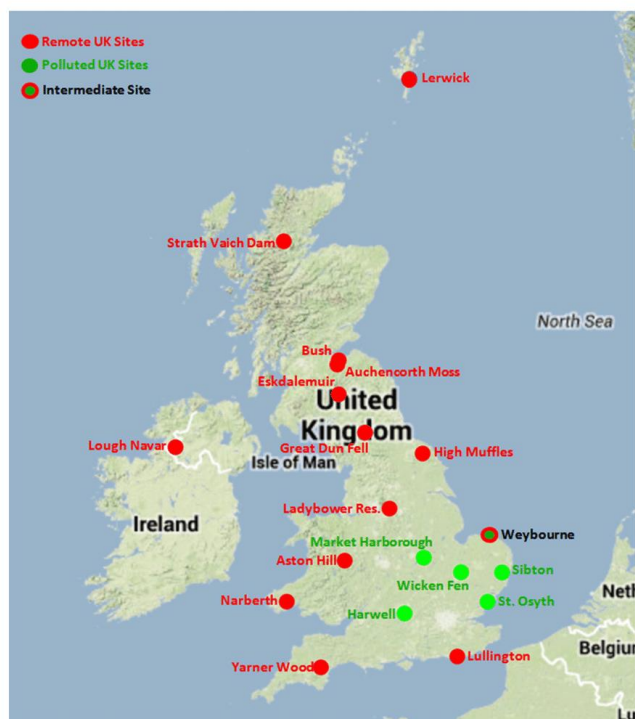 Remote UK Sites
Polluted UK Sites
Intermediate Site
Lerwick
Strath Vaich Dam
North Sea
Bush
Auchencorth Moss
Eskdalemuir
United
Kingdom
Great Dun Fell
Lough Navar
Isle of Man
High Muffles
Ladybower Res.
Ireland
Weybourne
Market Harborough
Aston Hill
Sibton
Wicken Fen
Neth
Narberth
St. Osyth
Harwell
Belgiu
Lullington
Yarner Wood
Lu